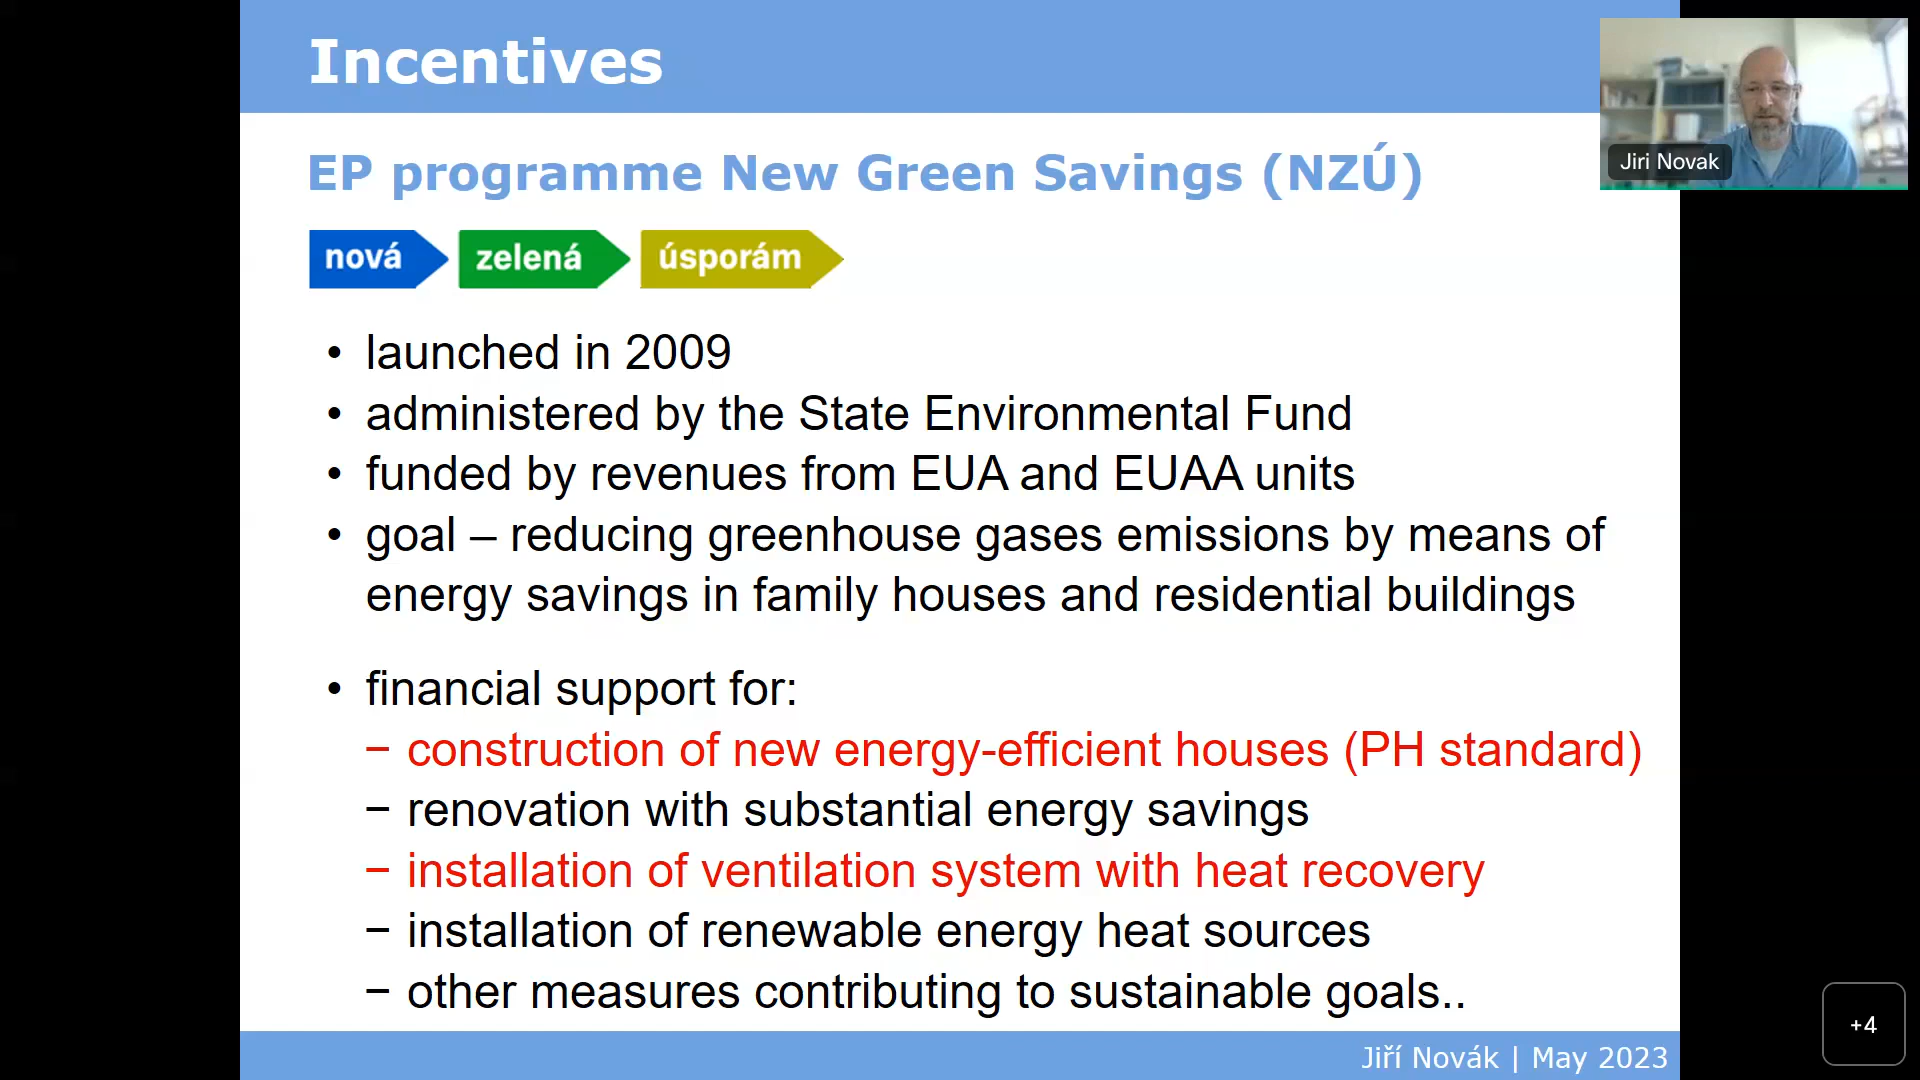 Incentives
Jiri Novak
EP programme New Green Savings (NZÚ)
nová zelená úsporám
• launched in 2009
• administered by the State Environmental Fund
• funded by revenues from EUA and EUAA units
• goal – reducing greenhouse gases emissions by means of
energy savings in family houses and residential buildings
• financial support for:
− construction of new energy-efficient houses (PH standard)
− renovation with substantial energy savings
− installation of ventilation system with heat recovery
− installation of renewable energy heat sources
− other measures contributing to sustainable goals..
+4
Jiří Novák | May 2023